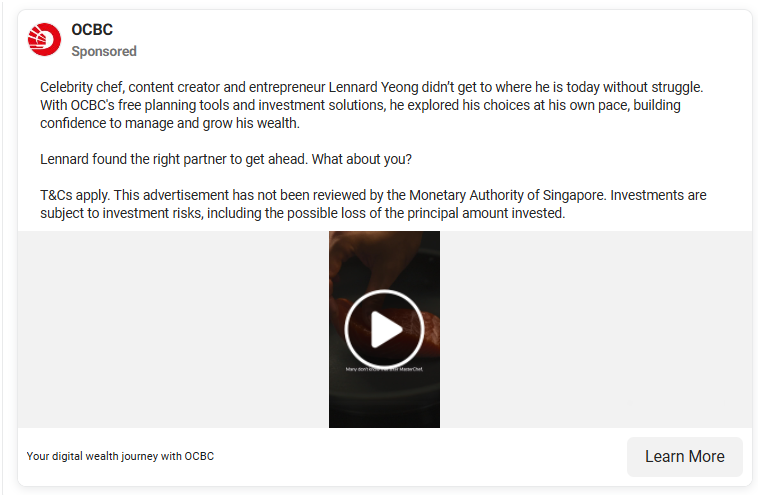 OCBC
Sponsored
Celebrity chef, content creator and entrepreneur Lennard Yeong didn't get to where he is today without struggle.
With OCBC's free planning tools and investment solutions, he explored his choices at his own pace, building
confidence to manage and grow his wealth.
Lennard found the right partner to get ahead. What about you?
T&Cs apply. This advertisement has not been reviewed by the Monetary Authority of Singapore. Investments are
subject to investment risks, including the possible loss of the principal amount invested.
Many don't know MasterChef,
Your digital wealth journey with OCBC
Learn More